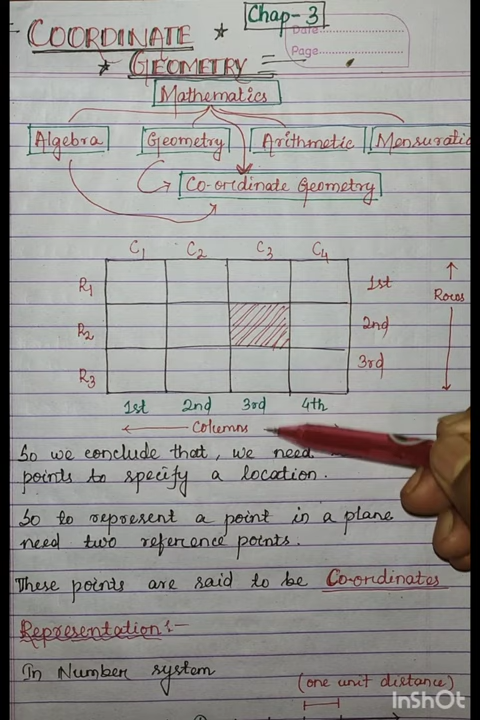 Chap-3
Date
Page
COORDINATE
GEOMETRY
Mathematics
Algebra Geometry Arithmetic Mensuratio
Co-ordinate Geometry
C1 C2 C3 C4
R1 1st
R2 2nd
R3 3rd
Rows
1st 2nd 3rd 4th
Columns
So we conclude that, we need
points to specify a location.
So to represent a point in a plane
need two reference points.
These points are said to be Co-ordinates
Representation:-
In Number system
(one unit distance)
InShOt